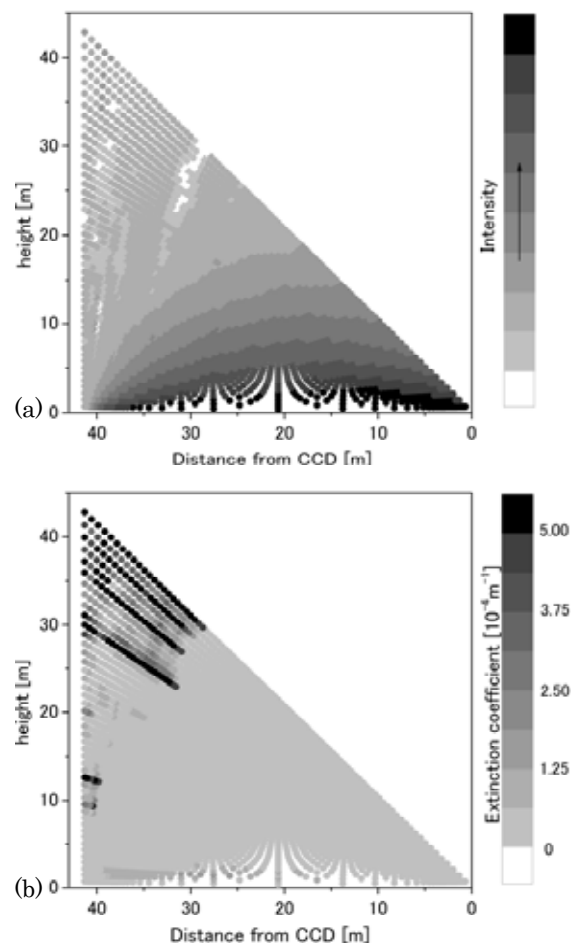 40
30
20
10
0
height [m]
40 30 20 10 0
Distance from CCD [m]
Intensity
(a)
40
30
20
10
0
height [m]
40 30 20 10 0
Distance from CCD [m]
5.00
3.75
2.50
1.25
0
Extinction coefficient [10⁻⁴m⁻¹]
(b)